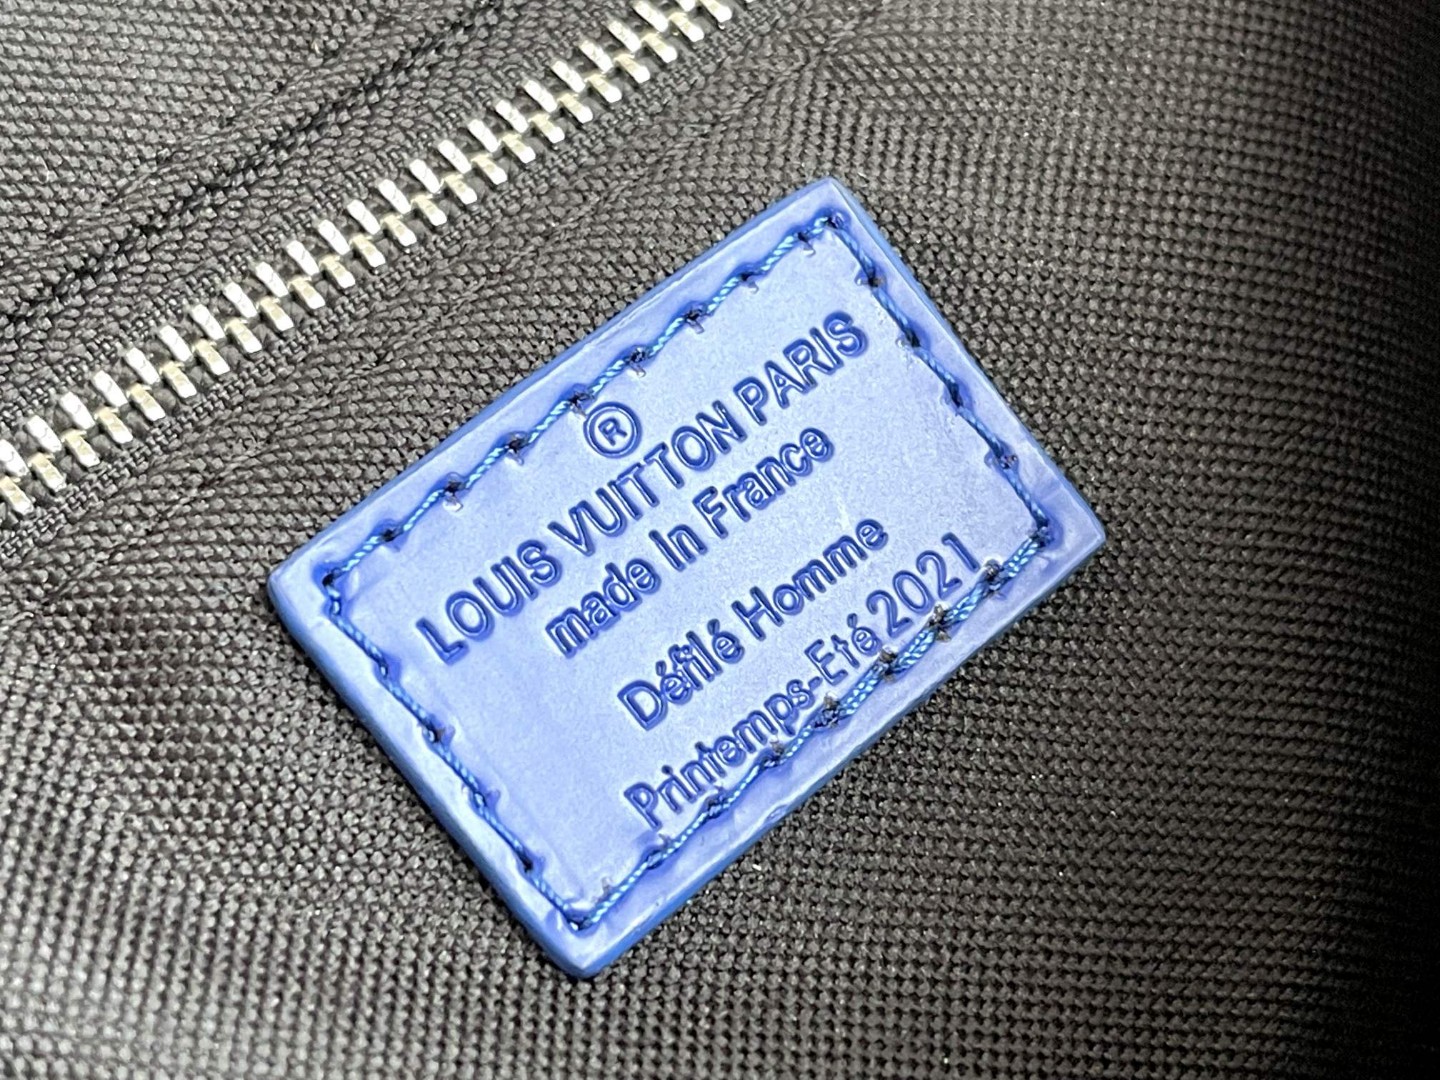 ®
LOUIS VUITTON PARIS
made In France
Défilé Homme
Printemps-Eté 2021